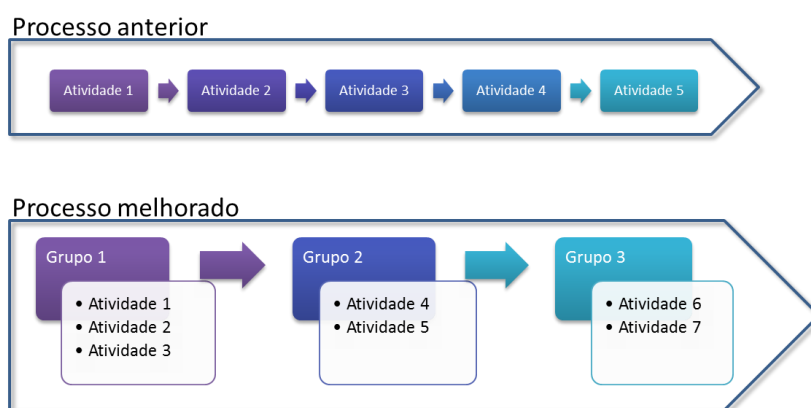 Processo anterior
Atividade 1
Atividade 2
Atividade 3
Atividade 4
Atividade 5
Processo melhorado
Grupo 1
• Atividade 1
• Atividade 2
• Atividade 3
Grupo 2
• Atividade 4
• Atividade 5
Grupo 3
• Atividade 6
• Atividade 7